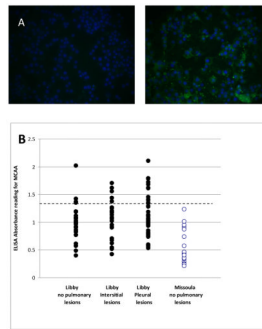 A
B
ELISA Absorbance reading for MCAA
2.5
2
1.5
1
0.5
0
Libby
no pulmonary
lesions
Libby
interstitial
lesions
Libby
Pleural
lesions
Missoula
no pulmonary
lesions